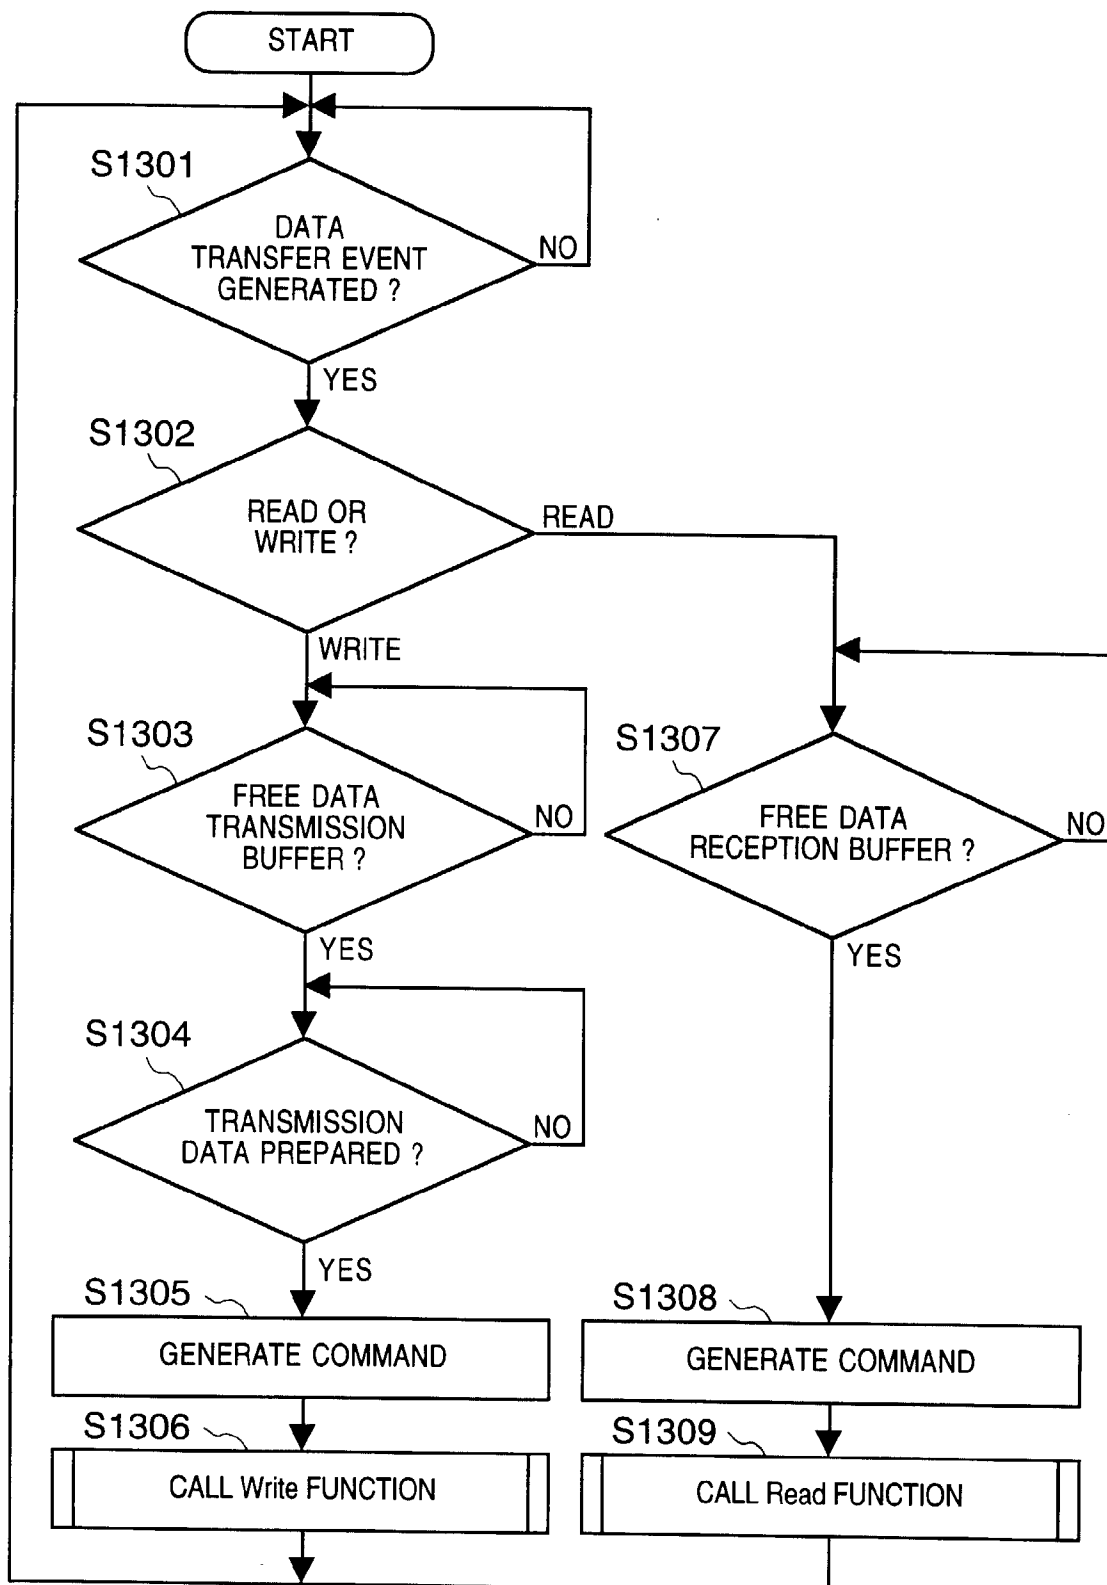 START
S1301
DATA
TRANSFER EVENT
GENERATED ?
NO
YES
S1302
READ OR
WRITE ?
READ
WRITE
S1303
FREE DATA
TRANSMISSION
BUFFER ?
NO
YES
S1307
FREE DATA
RECEPTION BUFFER ?
NO
YES
S1304
TRANSMISSION
DATA PREPARED ?
NO
YES
S1305
GENERATE COMMAND
S1308
GENERATE COMMAND
S1306
CALL Write FUNCTION
S1309
CALL Read FUNCTION